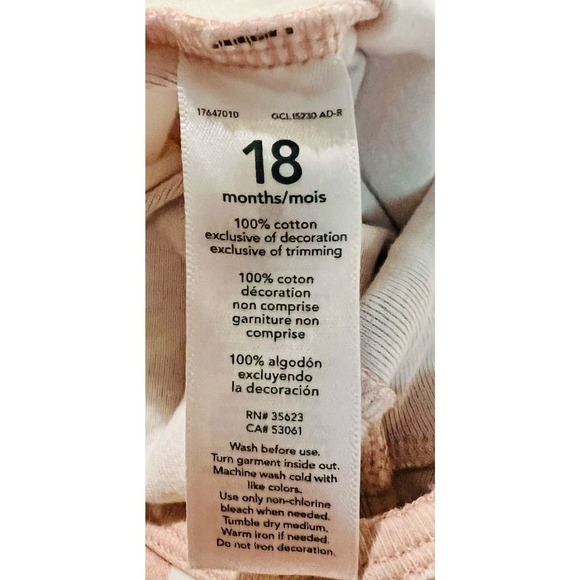 17647010 GCL15230 AD-R
18
months/mois
100% cotton
exclusive of decoration
exclusive of trimming
100% coton
décoration
non comprise
garniture non
comprise
100% algodón
excluyendo
la decoración
RN# 35623
CA# 53061
Wash before use.
Turn garment inside out.
Machine wash cold with
like colors.
Use only non-chlorine
bleach when needed.
Tumble dry medium.
Warm iron if needed.
Do not iron decoration.